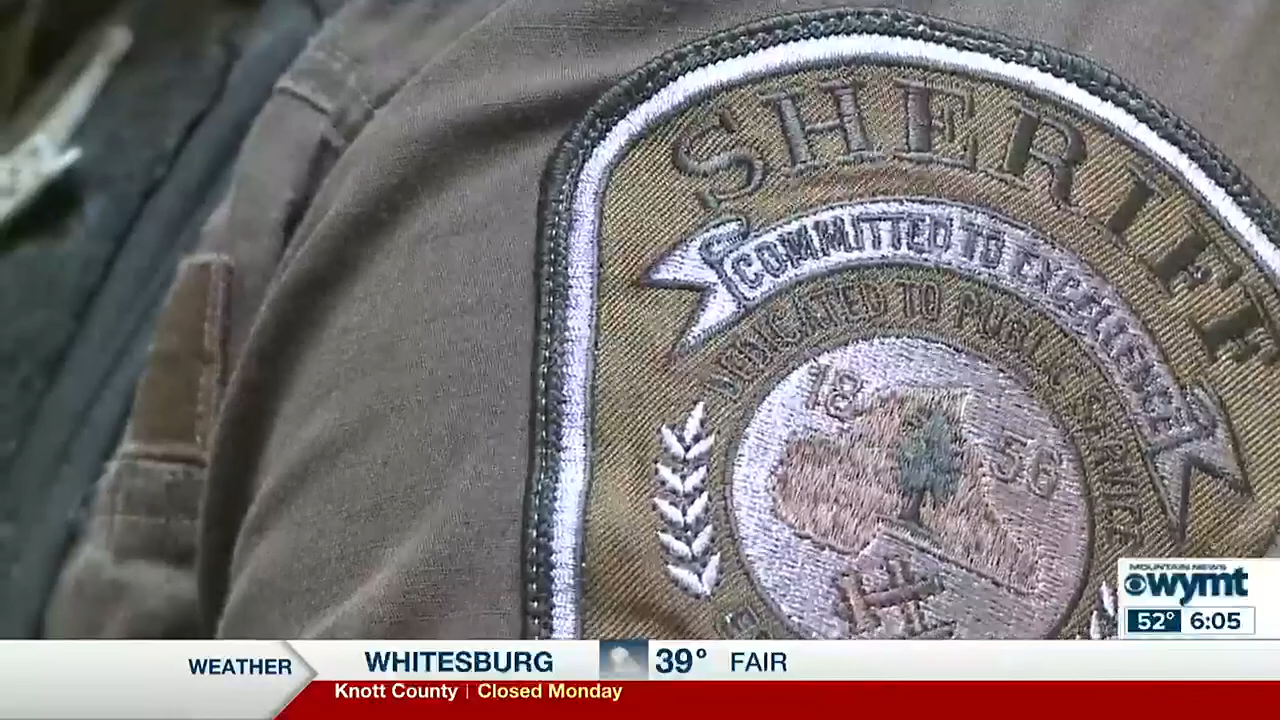 SHERIFF
COMMITTED TO EXCELLENCE
DEDICATED TO PUBLIC SERVICE
18 56
MOUNTAIN NEWS
wymt
52° 6:05
WEATHER WHITESBURG 39° FAIR
Knott County | Closed Monday